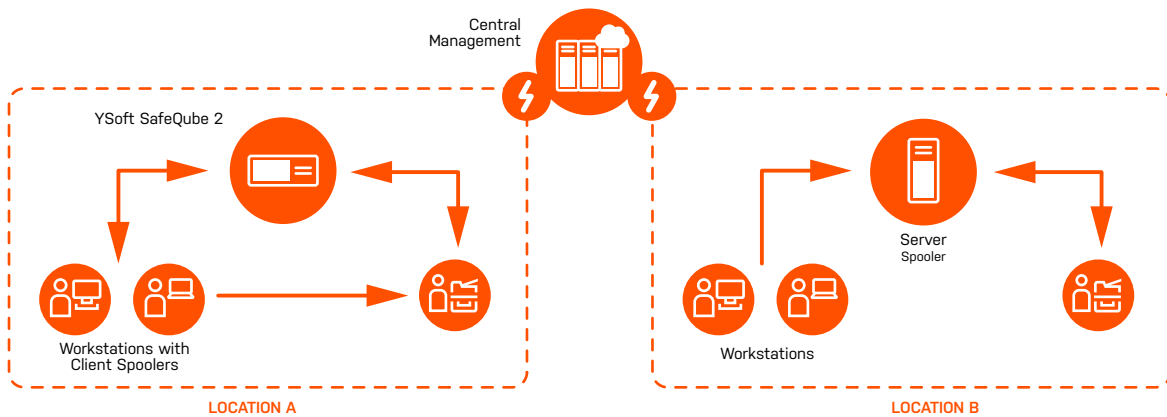 Central
Management
YSoft SafeQube 2
Server
Spooler
Workstations with
Client Spoolers
Workstations
LOCATION A
LOCATION B